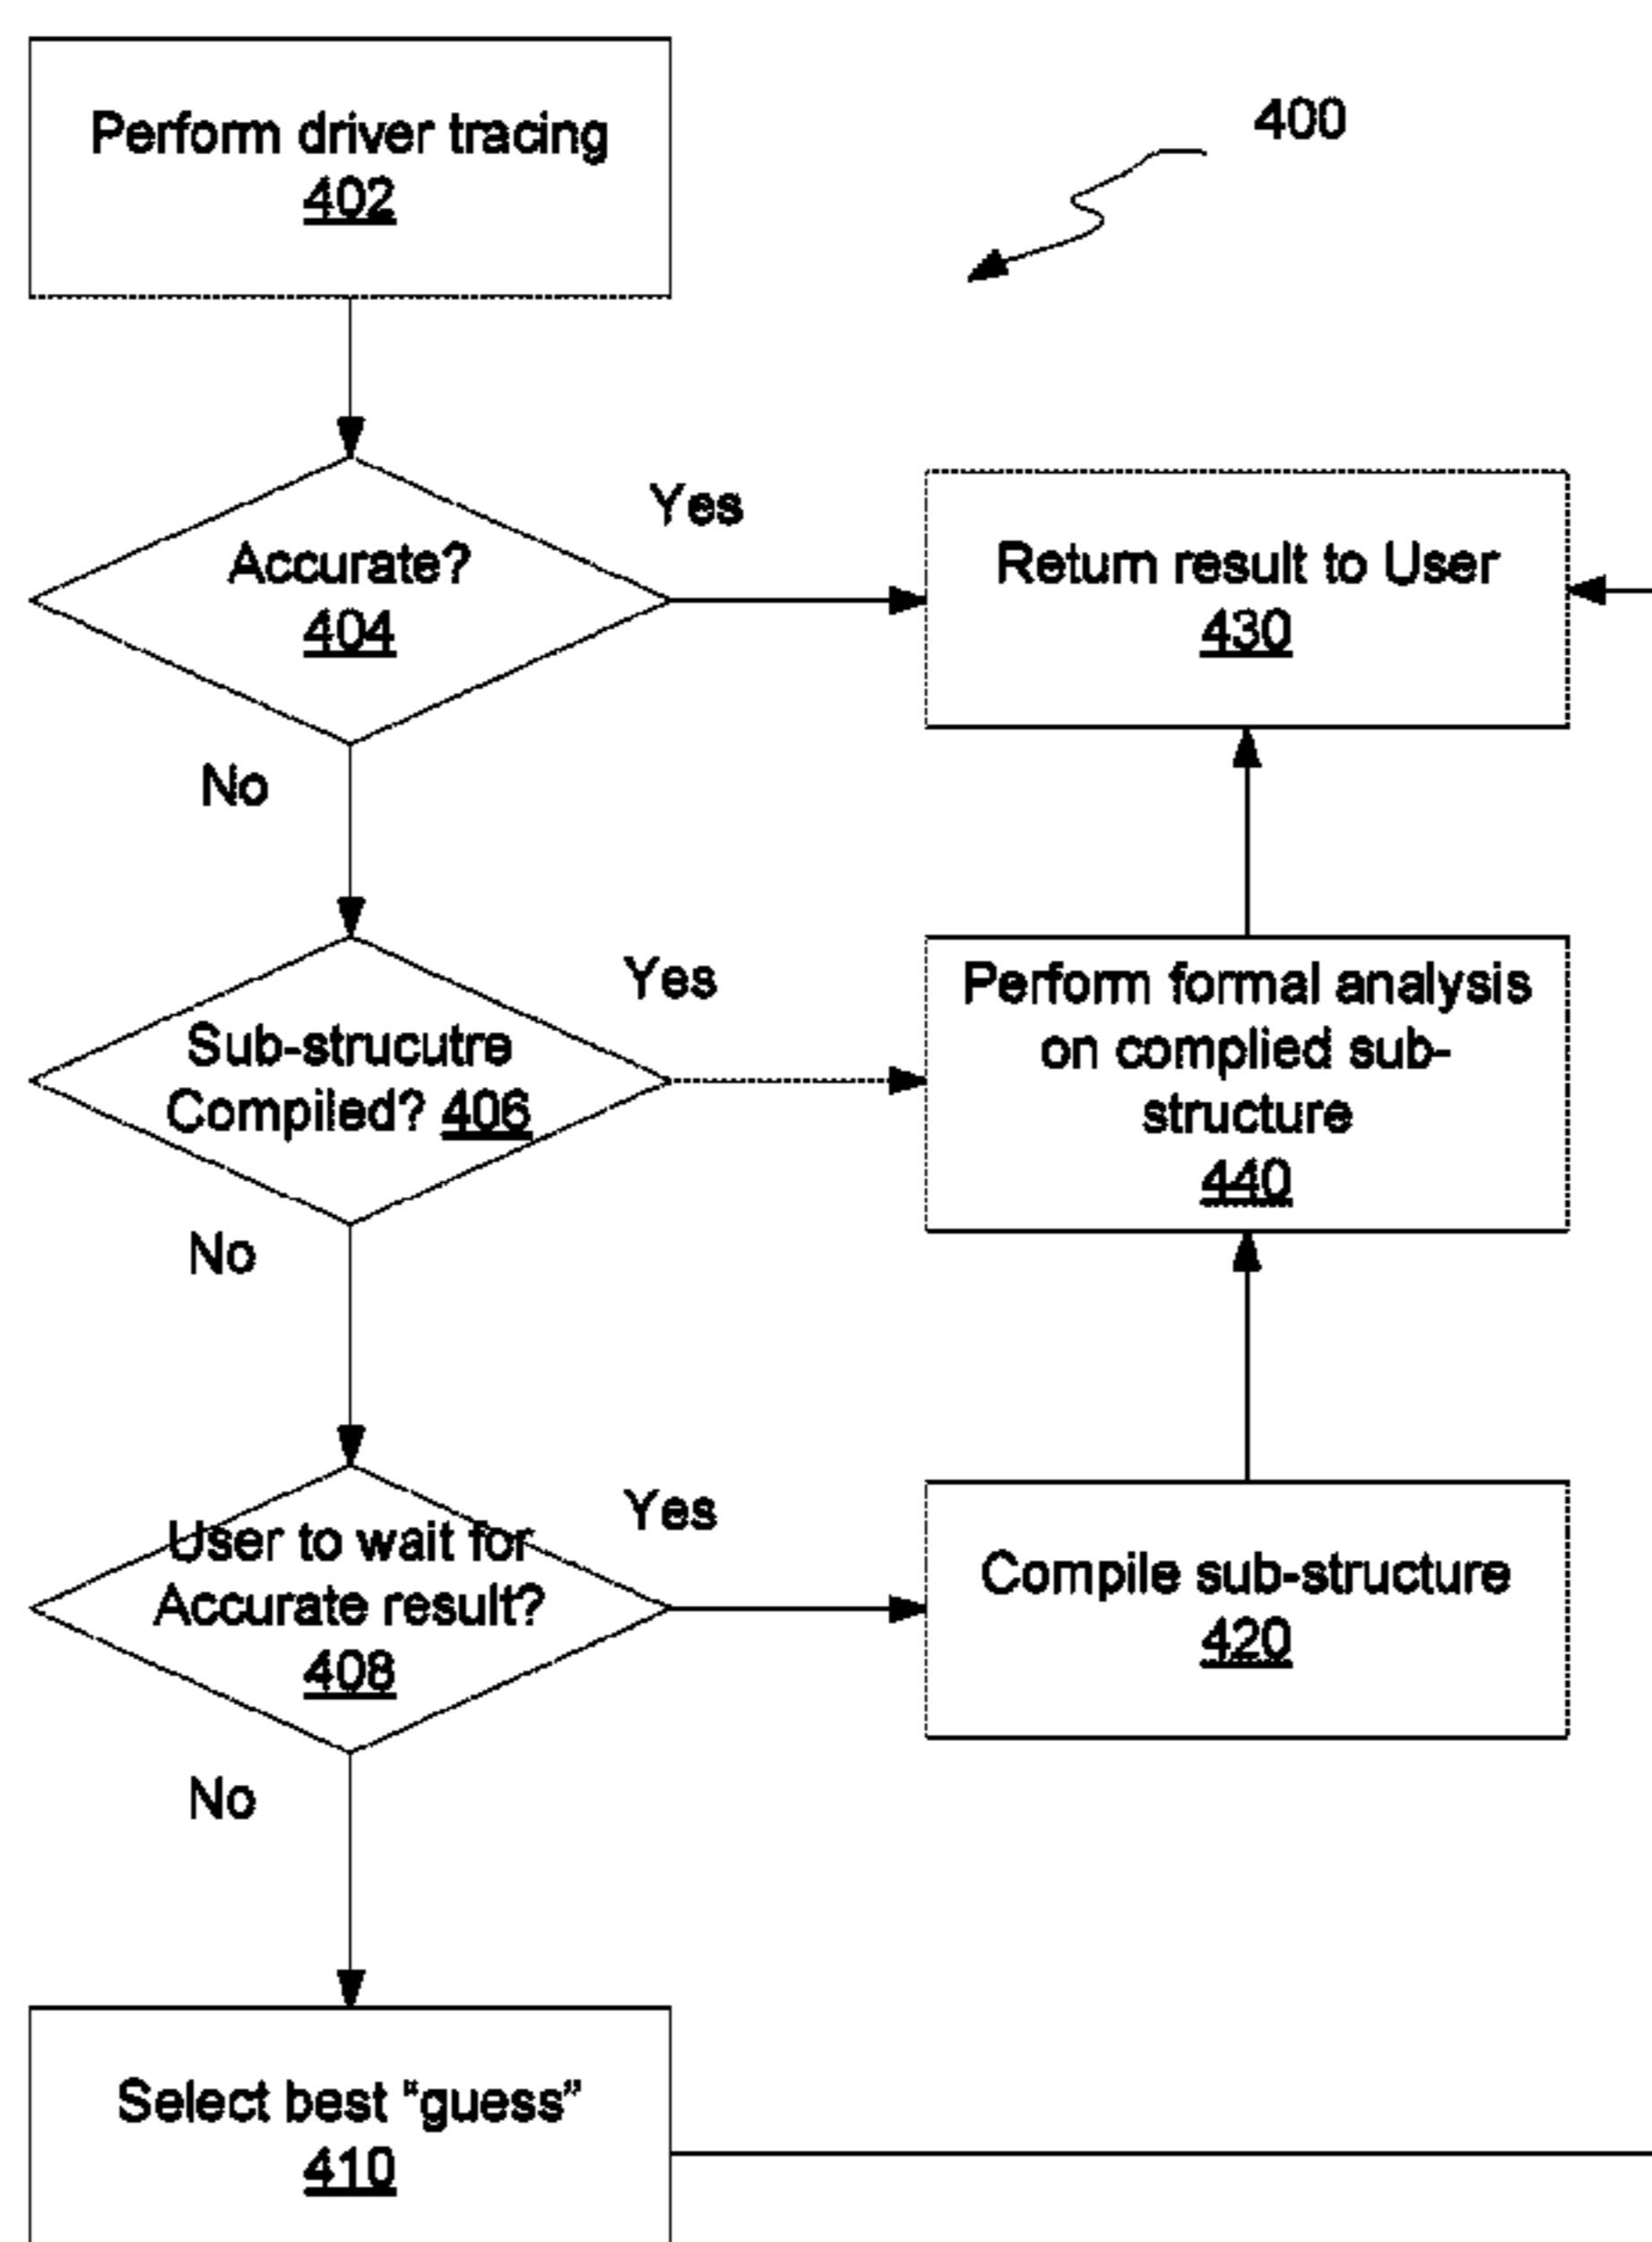 Perform driver tracing
402
400
Accurate?
404
Yes
Return result to User
430
No
Sub-strucutre
Compiled? 406
Yes
Perform formal analysis
on complied sub-
structure
440
No
User to wait for
Accurate result?
408
Yes
Compile sub-structure
420
No
Select best “guess”
410